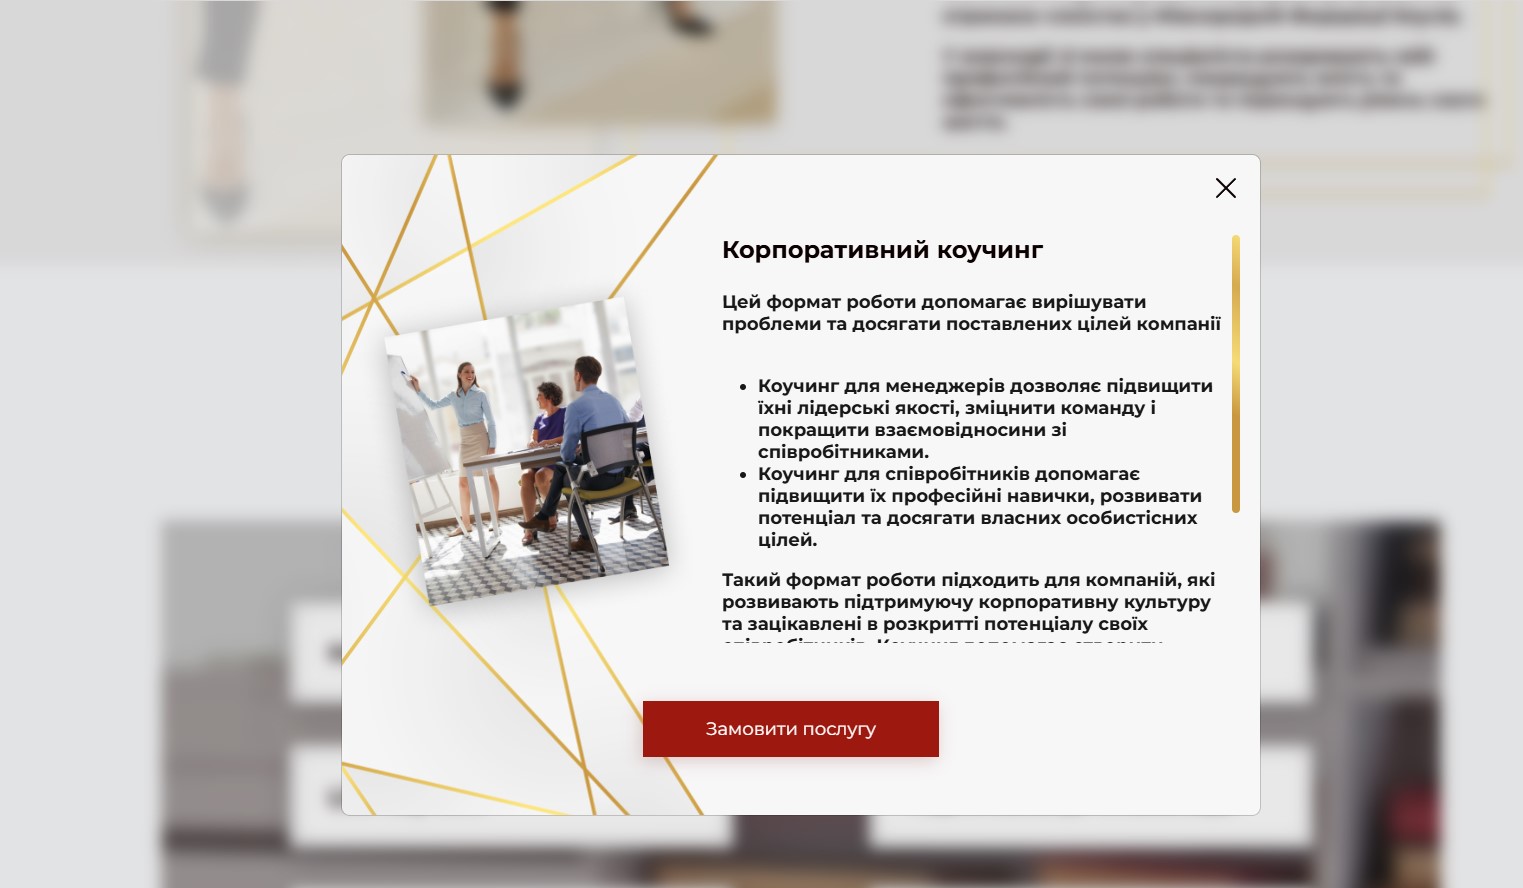 Корпоративний коучинг
Цей формат роботи допомагає вирішувати
проблеми та досягати поставлених цілей компанії
• Коучинг для менеджерів дозволяє підвищити
їхні лідерські якості, зміцнити команду і
покращити взаємовідносини зі
співробітниками.
• Коучинг для співробітників допомагає
підвищити їх професійні навички, розвивати
потенціал та досягати власних особистісних
цілей.
Такий формат роботи підходить для компаній, які
розвивають підтримуючу корпоративну культуру
та зацікавлені в розкритті потенціалу своїх
Замовити послугу